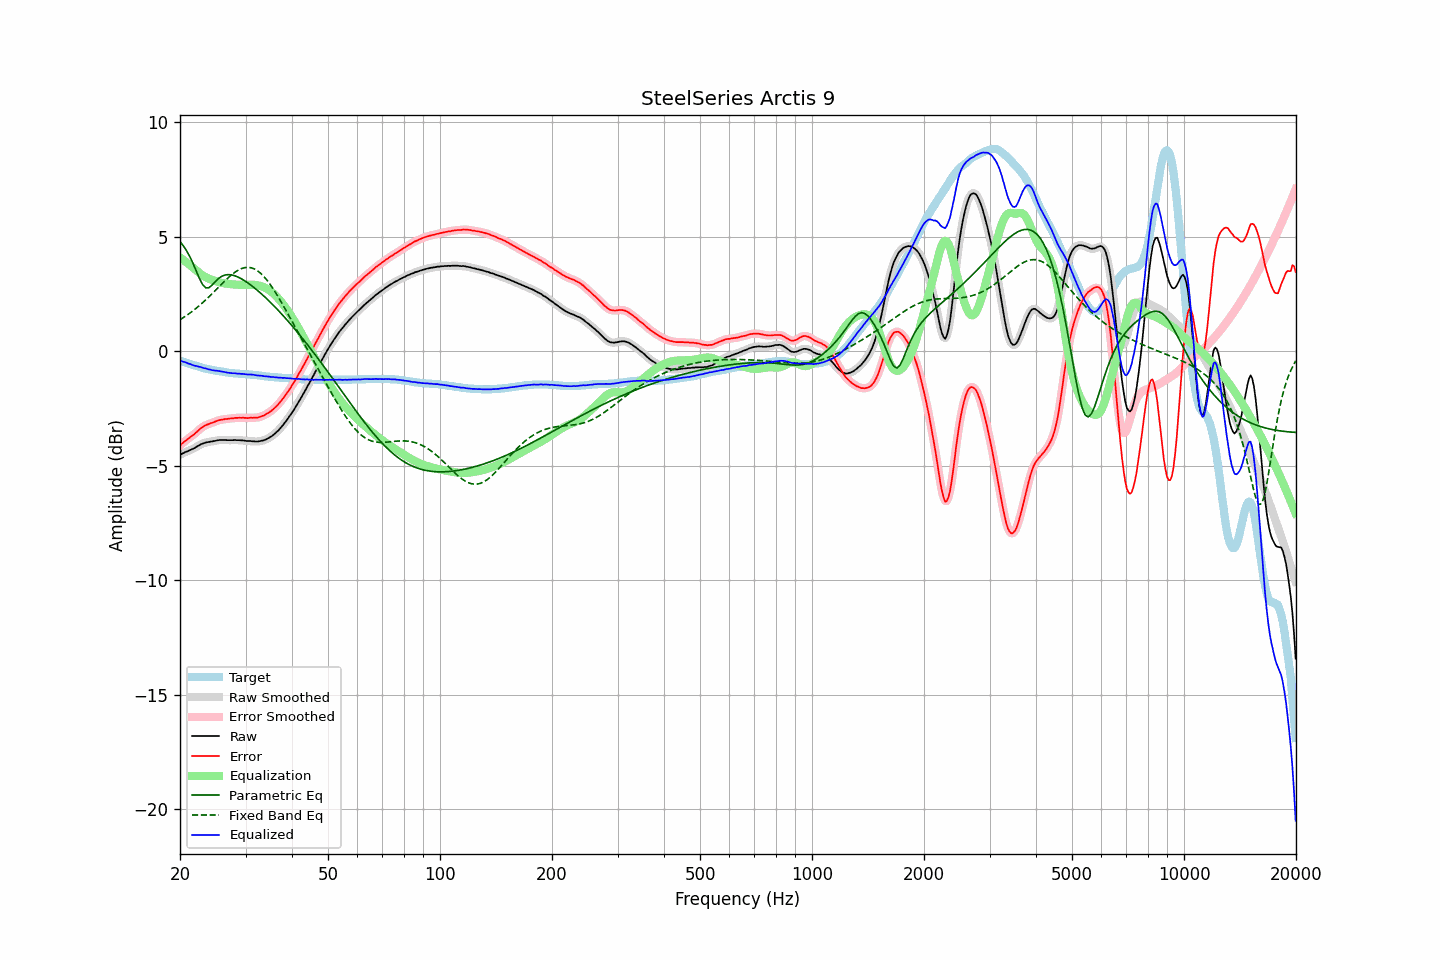 SteelSeries Arctis 9
Amplitude (dBr)
10
5
0
−5
−10
−15
−20
Target
Raw Smoothed
Error Smoothed
Raw
Error
Equalization
Parametric Eq
Fixed Band Eq
Equalized
20 50 100 200 500 1000 2000 5000 10000 20000
Frequency (Hz)